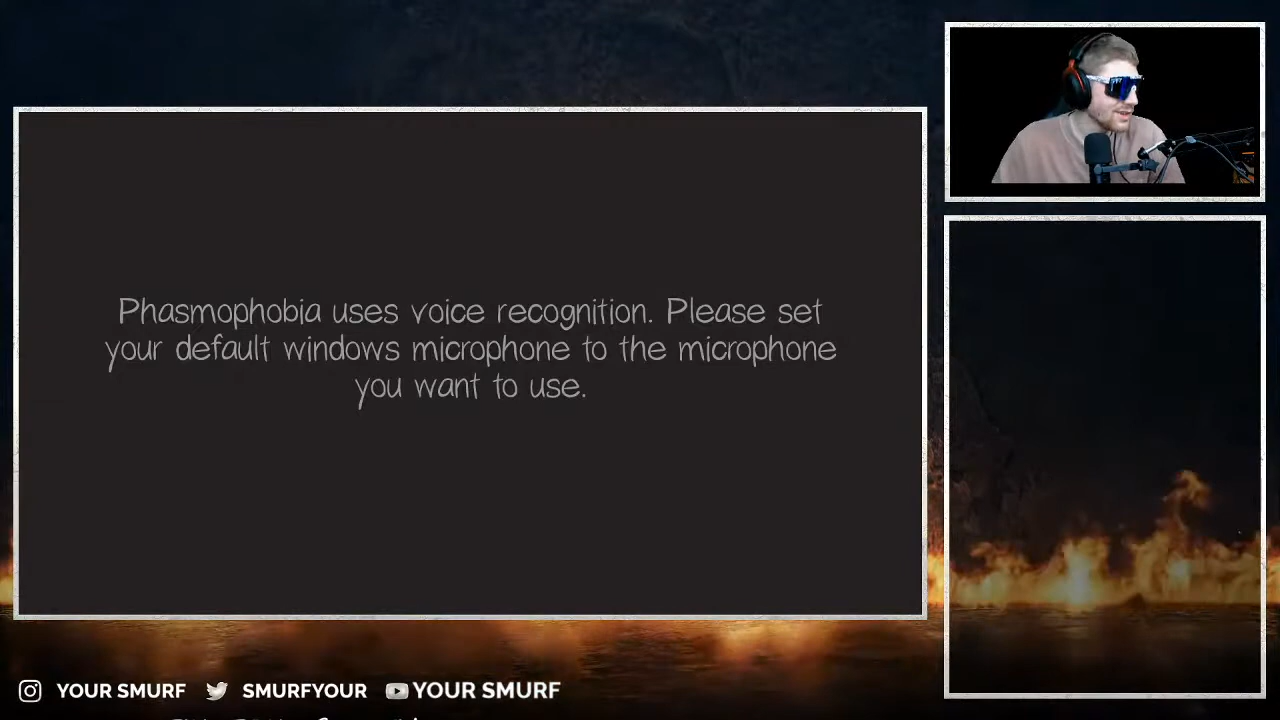 Phasmophobia uses voice recognition. Please set
your default windows microphone to the microphone
you want to use.
YOUR SMURF SMURFYOUR YOUR SMURF